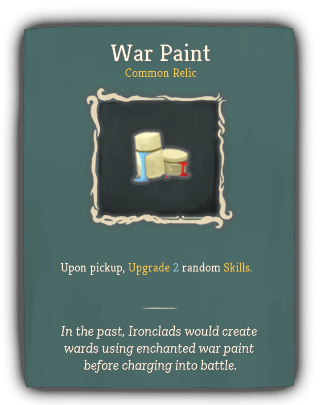 War Paint
Common Relic
Upon pickup, Upgrade 2 random Skills.
In the past, Ironclads would create
wards using enchanted war paint
before charging into battle.